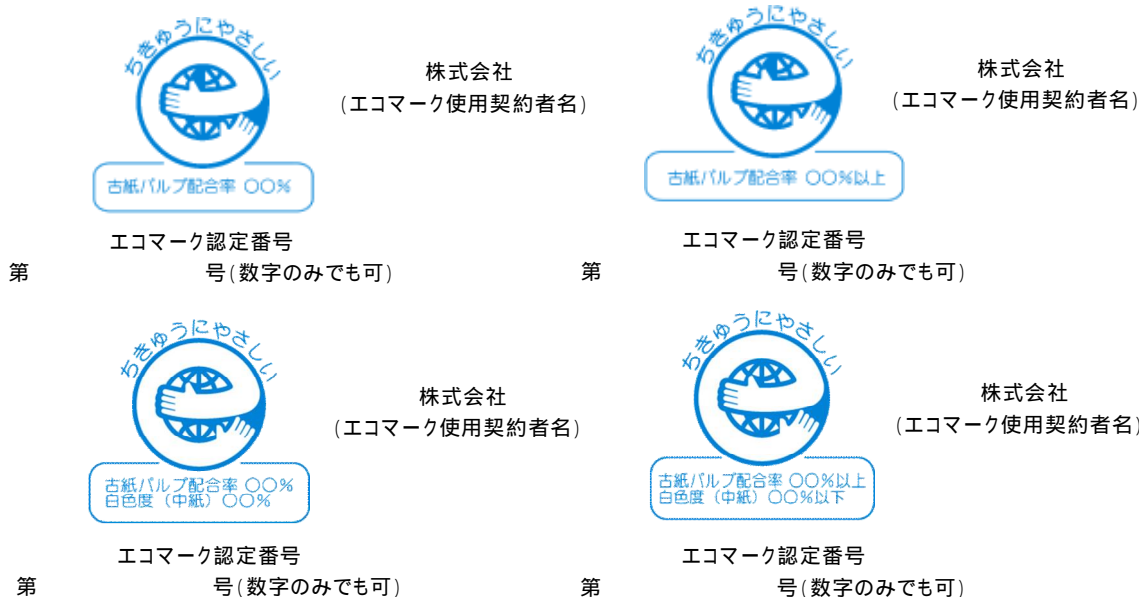 ちきゅうにやさしい
株式会社
(エコマーク使用契約者名)
古紙パルプ配合率 〇〇%
エコマーク認定番号
第 号(数字のみでも可)
ちきゅうにやさしい
株式会社
(エコマーク使用契約者名)
古紙パルプ配合率 〇〇%以上
エコマーク認定番号
第 号(数字のみでも可)
ちきゅうにやさしい
株式会社
(エコマーク使用契約者名)
古紙パルプ配合率 〇〇%
白色度(中紙)〇〇%
エコマーク認定番号
第 号(数字のみでも可)
ちきゅうにやさしい
株式会社
(エコマーク使用契約者名)
古紙パルプ配合率 〇〇%以上
白色度(中紙)〇〇%以下
エコマーク認定番号
第 号(数字のみでも可)